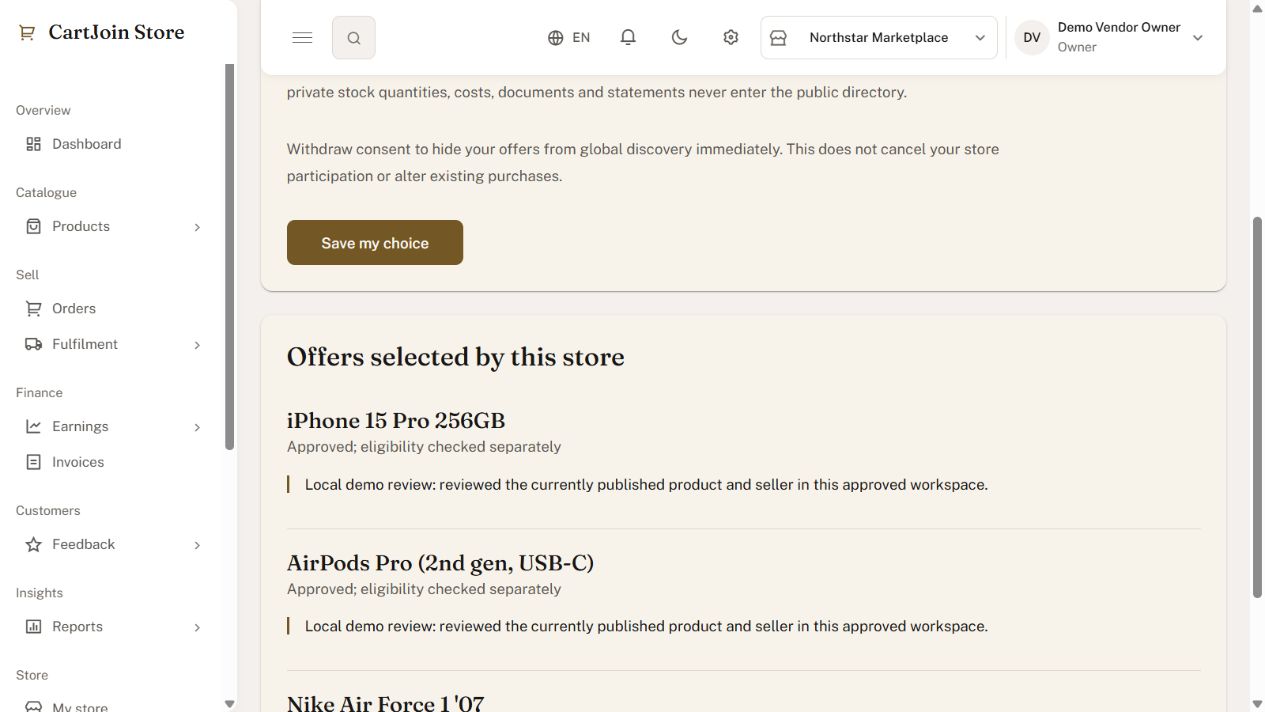 CartJoin Store
EN
Northstar Marketplace
DV
Demo Vendor Owner
Owner
Overview
Dashboard
Catalogue
Products
Sell
Orders
Fulfilment
Finance
Earnings
Invoices
Customers
Feedback
Insights
Reports
Store
My store
private stock quantities, costs, documents and statements never enter the public directory.
Withdraw consent to hide your offers from global discovery immediately. This does not cancel your store
participation or alter existing purchases.
Save my choice
Offers selected by this store
iPhone 15 Pro 256GB
Approved; eligibility checked separately
Local demo review: reviewed the currently published product and seller in this approved workspace.
AirPods Pro (2nd gen, USB-C)
Approved; eligibility checked separately
Local demo review: reviewed the currently published product and seller in this approved workspace.
Nike Air Force 1 '07